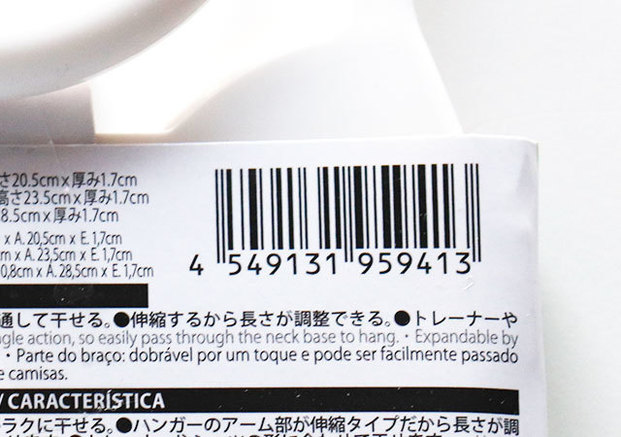 さ20.5cm x 厚み1.7cm
高さ23.5cm x 厚み1.7cm
8.5cm x 厚み1.7cm
x A. 20,5cm x E. 1,7cm
m x A. 23,5cm x E. 1,7cm
0,8cm x A. 28,5cm x E. 1,7cm
4 549131 959413
通して干せる。●伸縮するから長さが調整できる。●トレーナーや
ngle action, so easily pass through the neck base to hang. · Expandable by
· Parte do braço: dobrável por um toque e pode ser facilmente passado
e camisas.
/ CARACTERÍSTICA
ラクに干せる。●ハンガーのアーム部が伸縮タイプだから長さが調